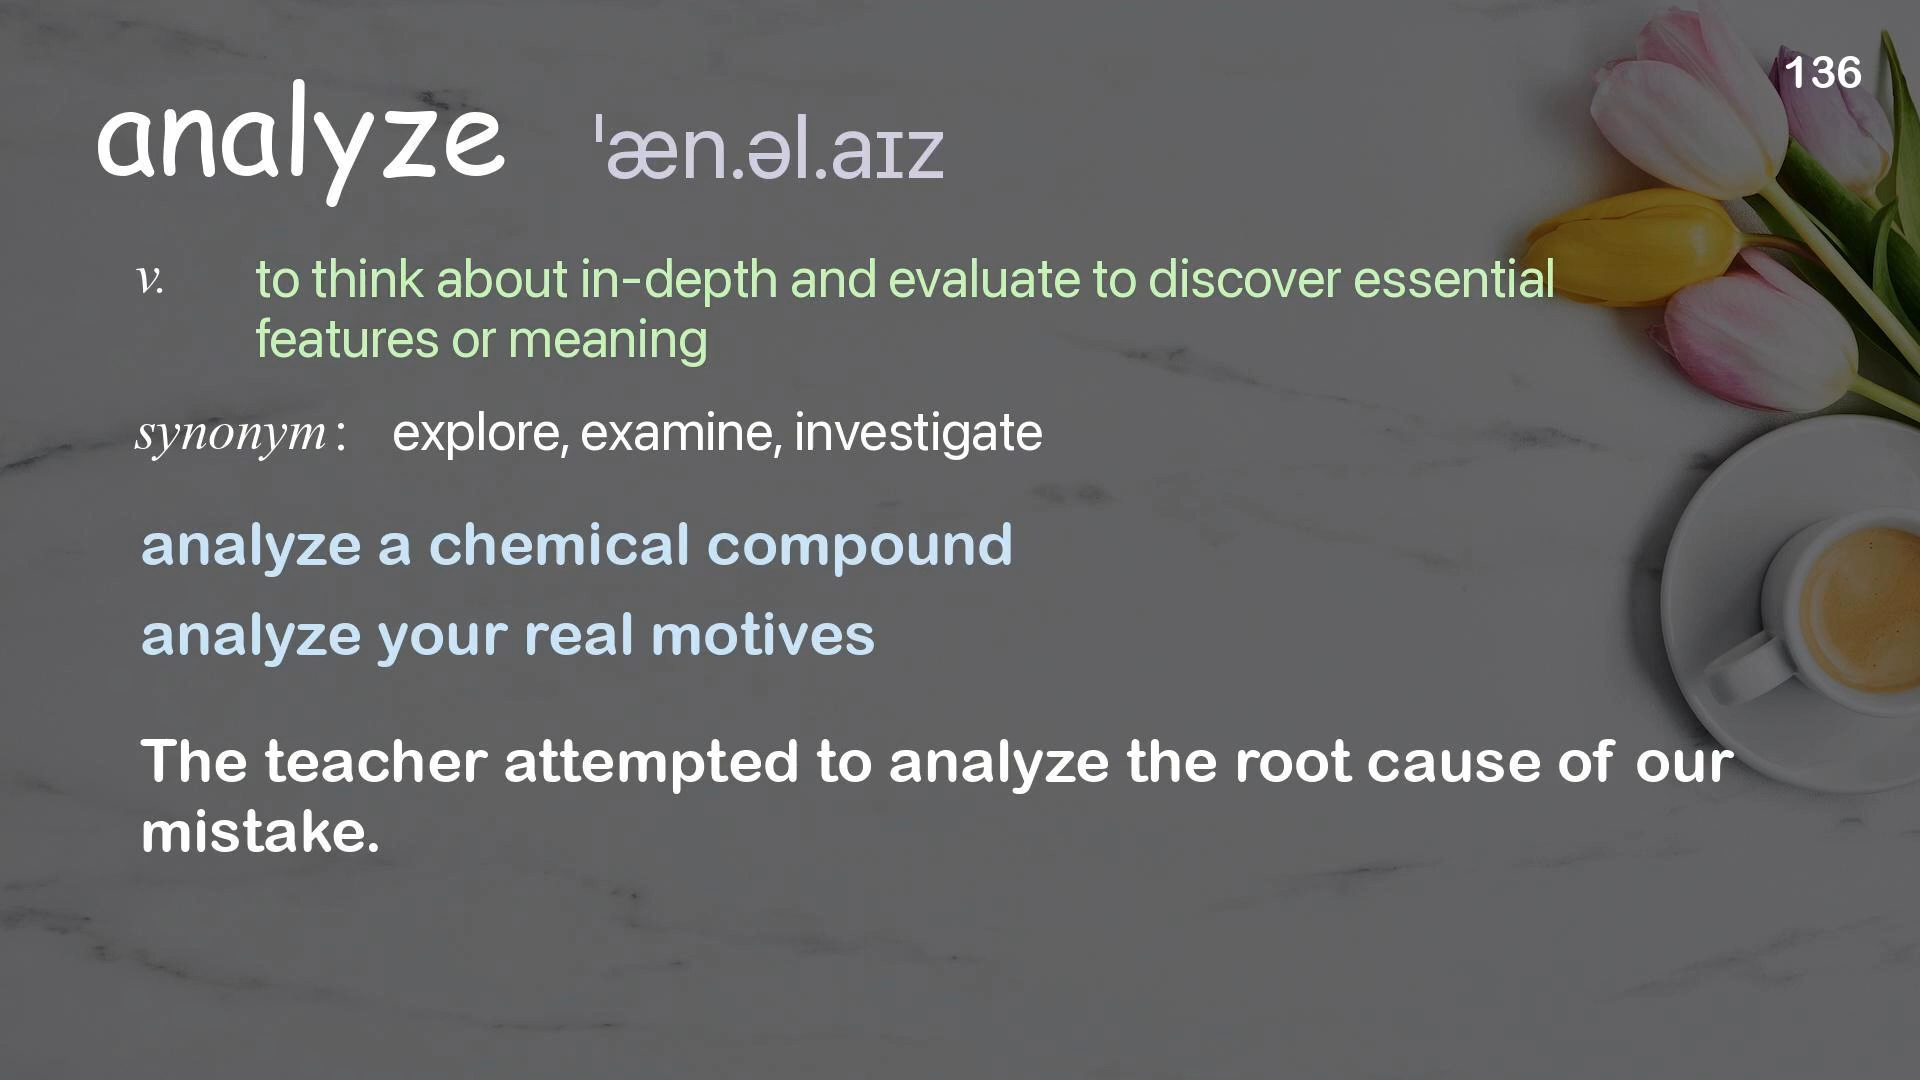 136
analyze ˈæn.əl.aɪz
v. to think about in-depth and evaluate to discover essential
features or meaning
synonym: explore, examine, investigate
analyze a chemical compound
analyze your real motives
The teacher attempted to analyze the root cause of our
mistake.